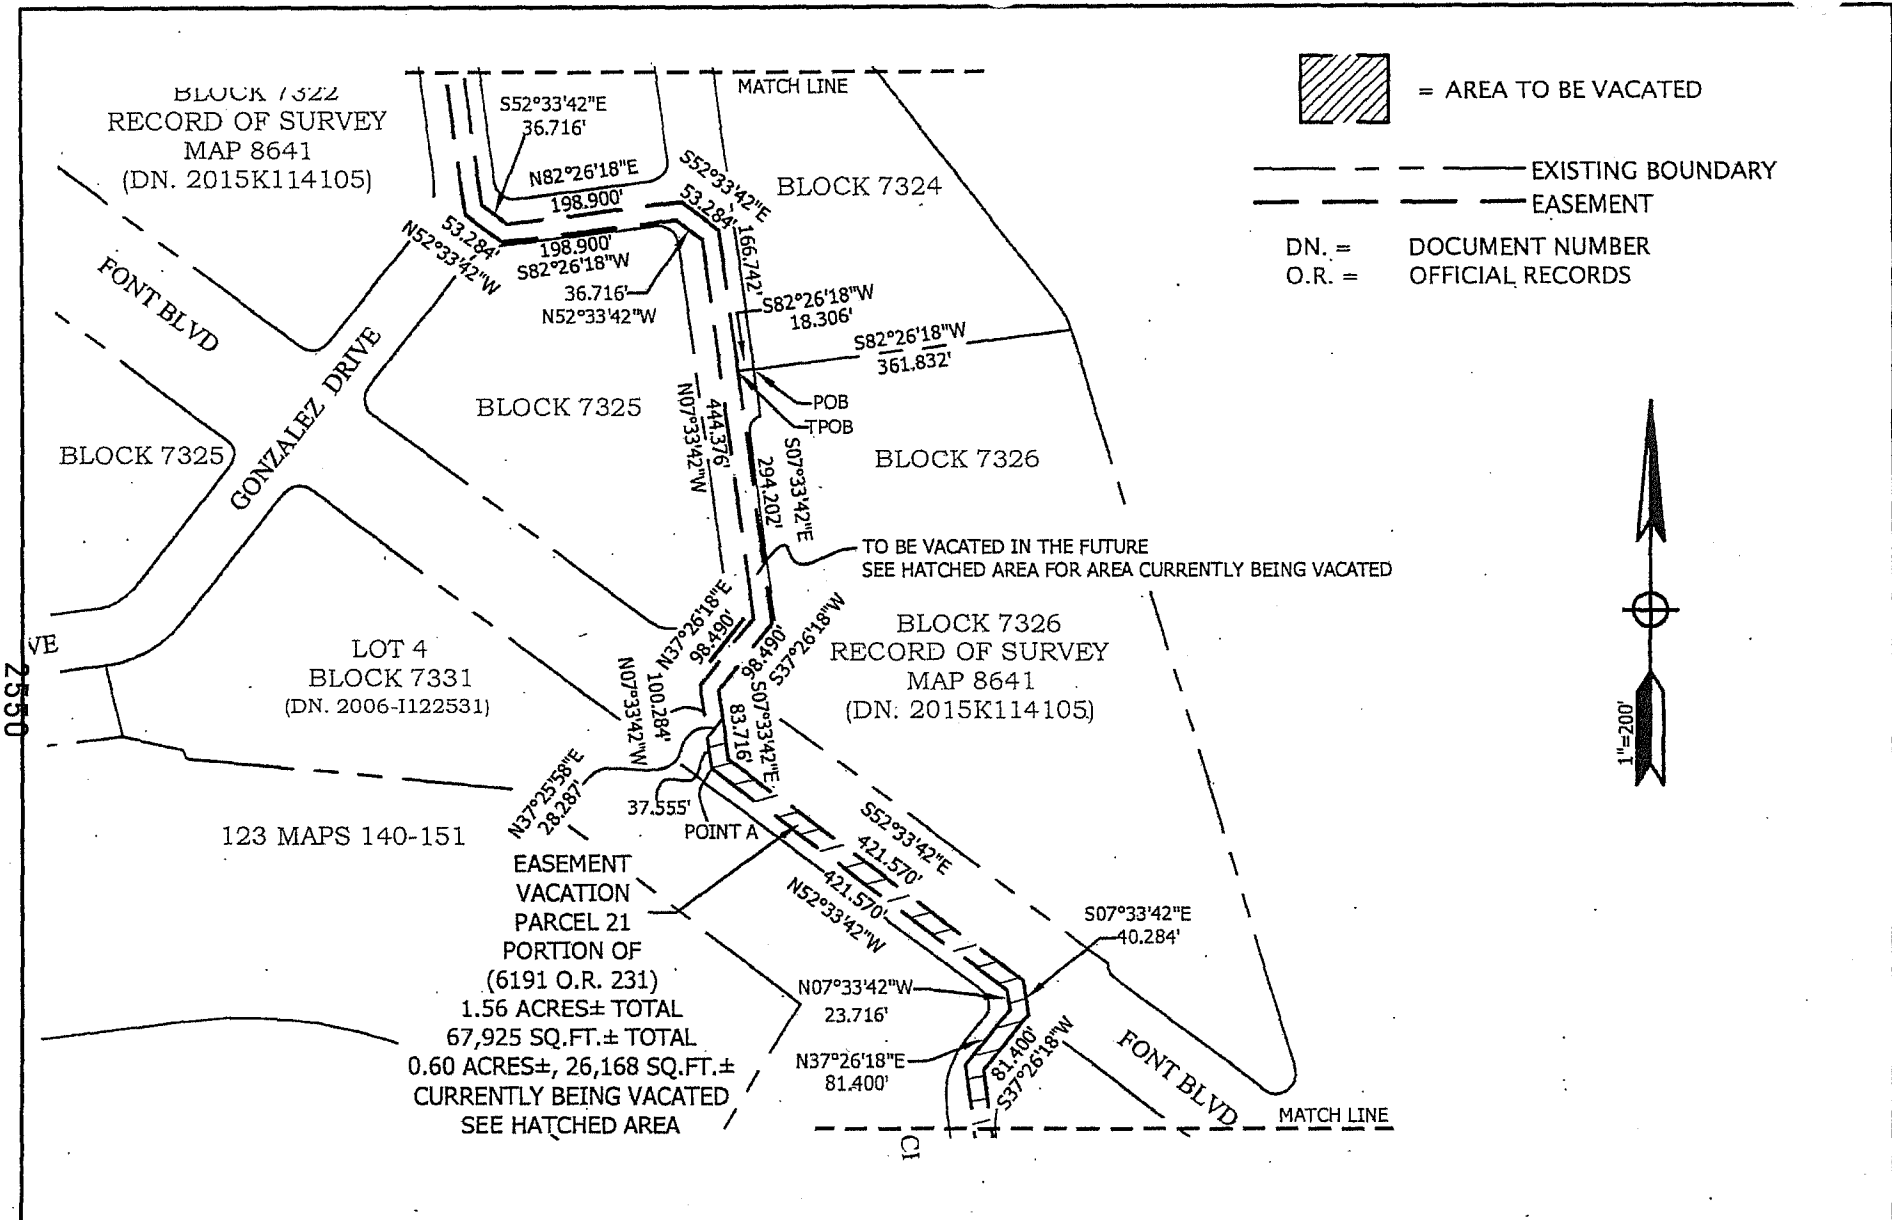 BLOCK 7322
RECORD OF SURVEY
MAP 8641
(DN. 2015K114105)
S52°33'42"E
36.716'
MATCH LINE
N82°26'18"E
198.900'
S52°33'42"E
53.284'
BLOCK 7324
53.284'
N52°33'42"W
198.900'
S82°26'18"W
36.716'
N52°33'42"W
166.742'
S82°26'18"W
18.306'
S82°26'18"W
361.832'
FONT BLVD
GONZALEZ DRIVE
BLOCK 7325
BLOCK 7325
N07°33'42"W
444.376'
POB
TPOB
S07°33'42"E
294.202'
BLOCK 7326
TO BE VACATED IN THE FUTURE
SEE HATCHED AREA FOR AREA CURRENTLY BEING VACATED
N37°26'18"E
98.490'
98.490'
S37°26'18"W
BLOCK 7326
RECORD OF SURVEY
MAP 8641
(DN. 2015K114105)
VE
LOT 4
BLOCK 7331
(DN. 2006-I122531)
N07°33'42"W
100.284'
S07°33'42"E
83.716'
N37°25'58"E
28.287'
37.555'
POINT A
123 MAPS 140-151
EASEMENT
VACATION
PARCEL 21
PORTION OF
(6191 O.R. 231)
1.56 ACRES± TOTAL
67,925 SQ.FT.± TOTAL
0.60 ACRES±, 26,168 SQ.FT.±
CURRENTLY BEING VACATED
SEE HATCHED AREA
S52°33'42"E
421.570'
421.570'
N52°33'42"W
S07°33'42"E
40.284'
N07°33'42"W
23.716'
N37°26'18"E
81.400'
81.400'
S37°26'18"W
FONT BLVD
MATCH LINE
= AREA TO BE VACATED
EXISTING BOUNDARY
EASEMENT
DN. = DOCUMENT NUMBER
O.R. = OFFICIAL RECORDS
1"=200'
2550